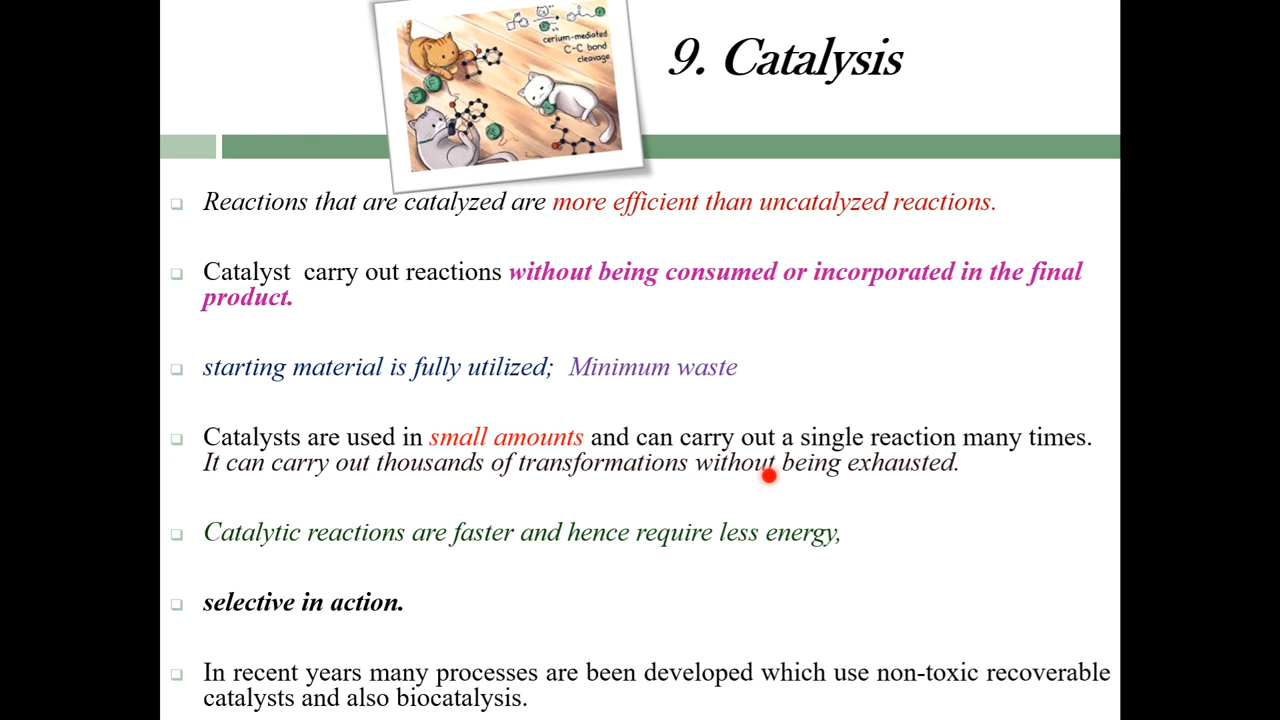 cerium-mediated
C-C bond
cleavage
9. Catalysis
Reactions that are catalyzed are more efficient than uncatalyzed reactions.
Catalyst carry out reactions without being consumed or incorporated in the final
product.
starting material is fully utilized; Minimum waste
Catalysts are used in small amounts and can carry out a single reaction many times.
It can carry out thousands of transformations without being exhausted.
Catalytic reactions are faster and hence require less energy,
selective in action.
In recent years many processes are been developed which use non-toxic recoverable
catalysts and also biocatalysis.